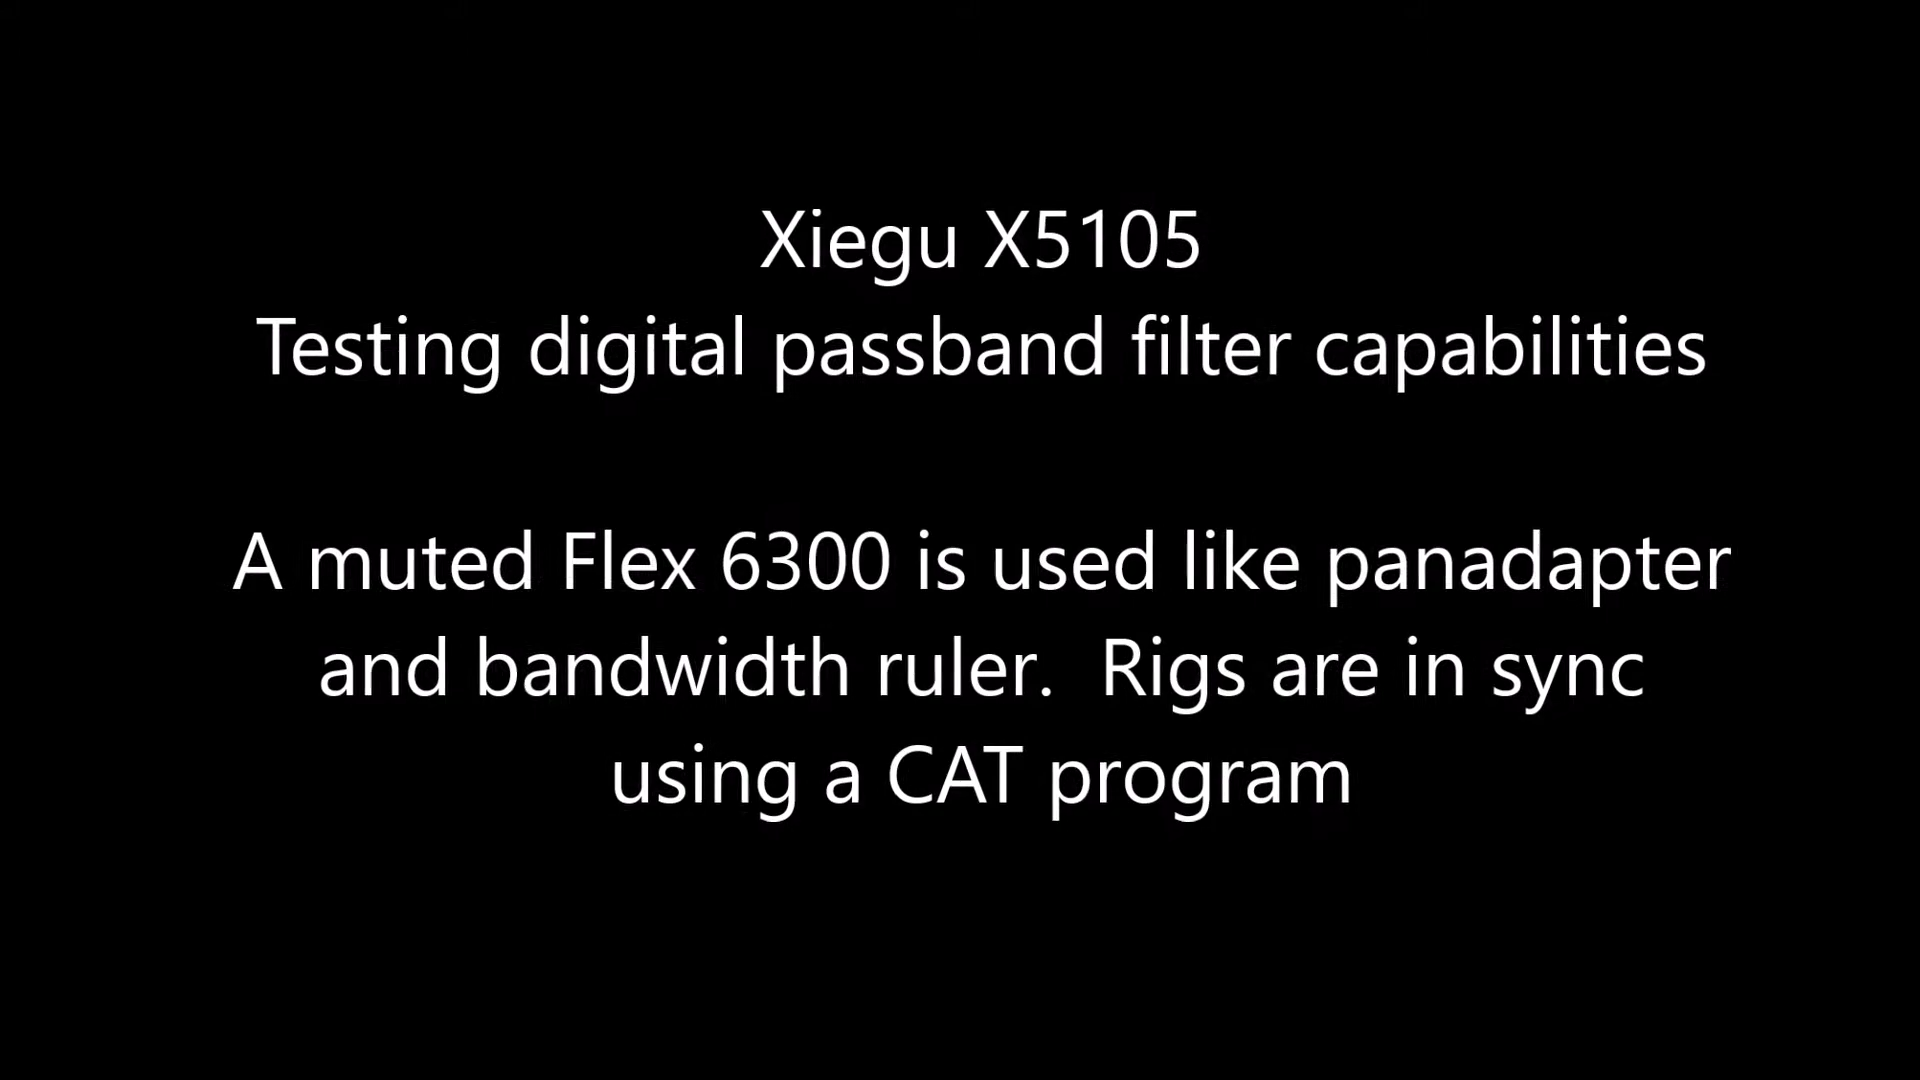 Xiegu X5105
Testing digital passband filter capabilities
A muted Flex 6300 is used like panadapter
and bandwidth ruler.  Rigs are in sync
using a CAT program